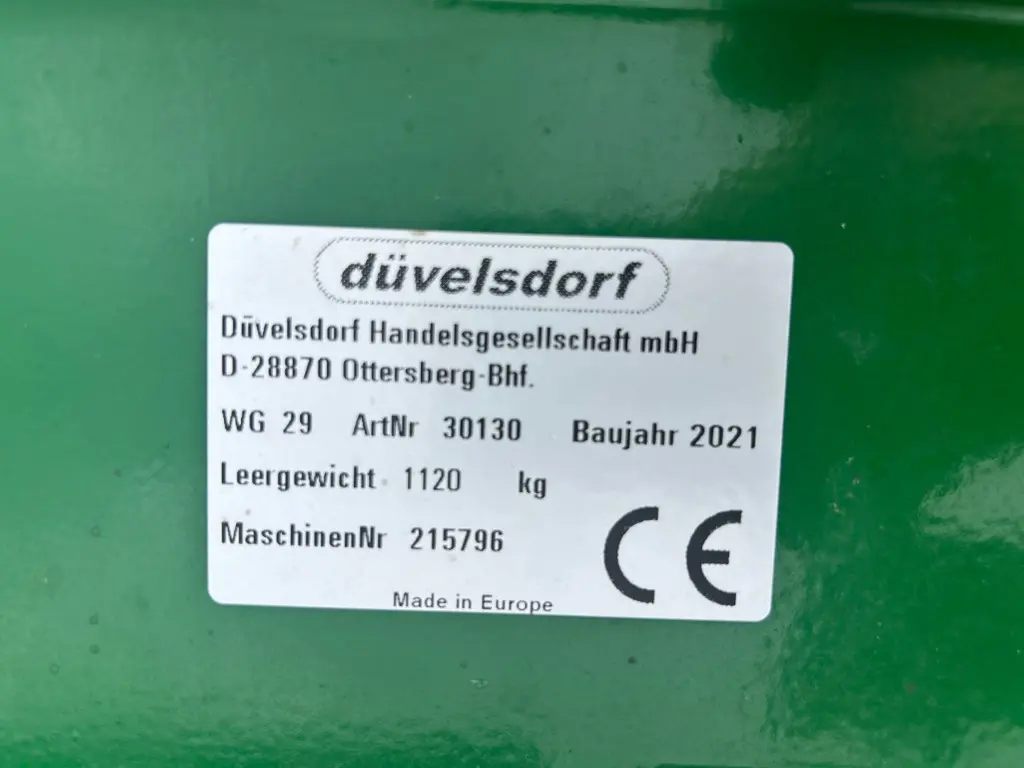 düvelsdorf
Düvelsdorf Handelsgesellschaft mbH
D-28870 Ottersberg-Bhf.
WG 29 ArtNr 30130 Baujahr 2021
Leergewicht 1120 kg
MaschinenNr 215796
CE
Made in Europe